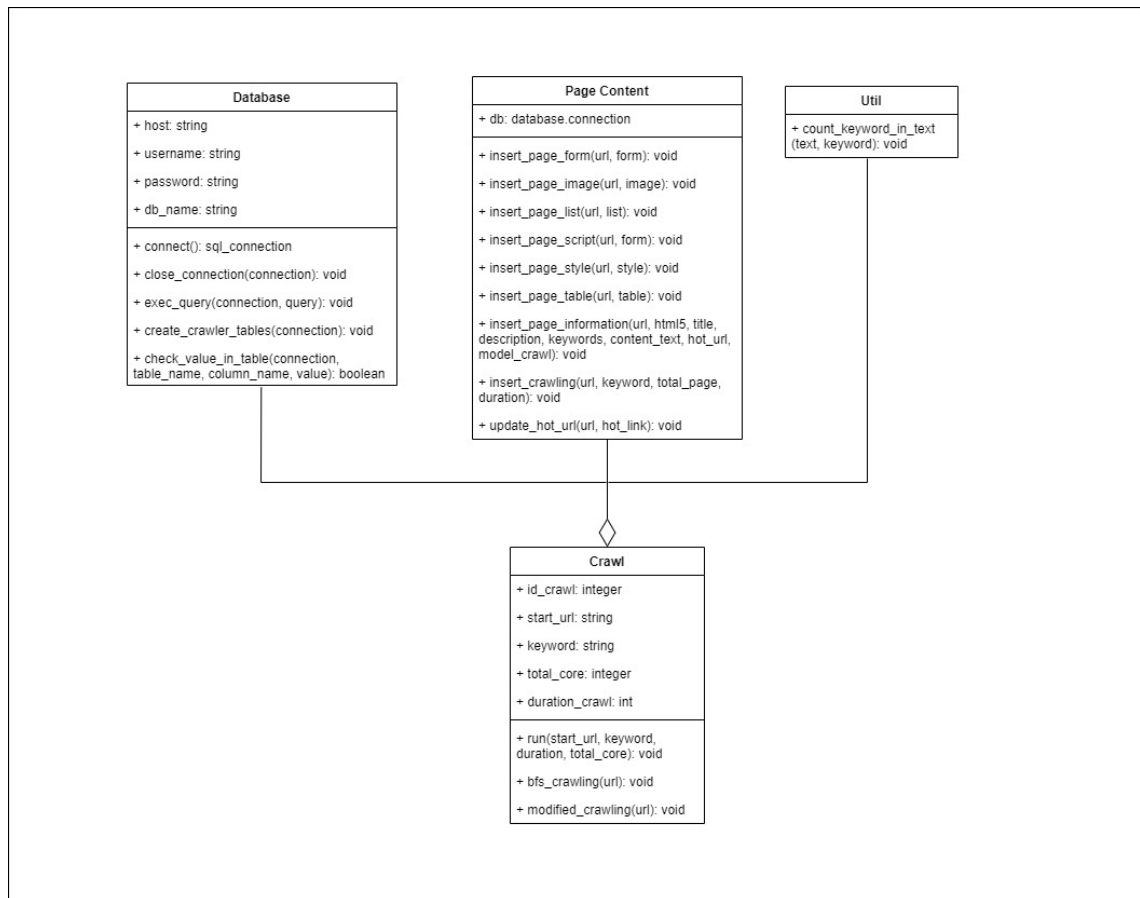 Database
+ host: string
+ username: string
+ password: string
+ db_name: string
+ connect(): sql_connection
+ close_connection(connection): void
+ exec_query(connection, query): void
+ create_crawler_tables(connection): void
+ check_value_in_table(connection,
table_name, column_name, value): boolean
Page Content
+ db: database.connection
+ insert_page_form(url, form): void
+ insert_page_image(url, image): void
+ insert_page_list(url, list): void
+ insert_page_script(url, form): void
+ insert_page_style(url, style): void
+ insert_page_table(url, table): void
+ insert_page_information(url, html5, title,
description, keywords, content_text, hot_url,
model_crawl): void
+ insert_crawling(url, keyword, total_page,
duration): void
+ update_hot_url(url, hot_link): void
Util
+ count_keyword_in_text
(text, keyword): void
Crawl
+ id_crawl: integer
+ start_url: string
+ keyword: string
+ total_core: integer
+ duration_crawl: int
+ run(start_url, keyword,
duration, total_core): void
+ bfs_crawling(url): void
+ modified_crawling(url): void